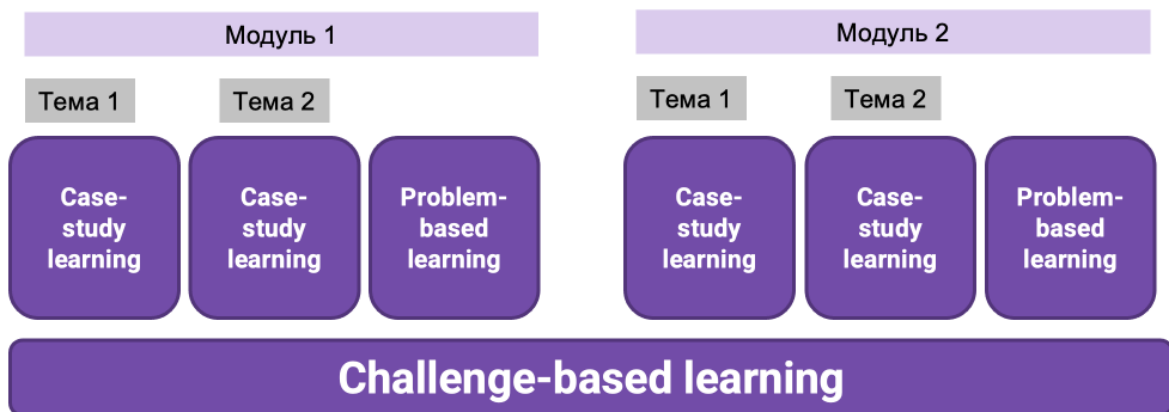 Модуль 1
Модуль 2
Тема 1
Тема 2
Тема 1
Тема 2
Case-
study
learning
Case-
study
learning
Problem-
based
learning
Case-
study
learning
Case-
study
learning
Problem-
based
learning
Challenge-based learning